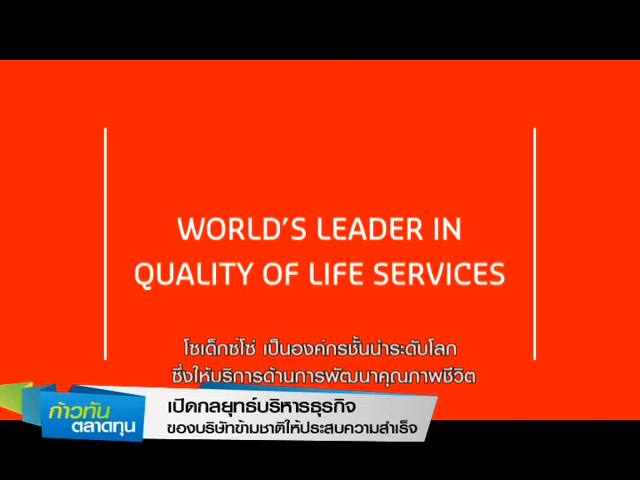 WORLD'S LEADER IN
QUALITY OF LIFE SERVICES
โซเด็กซ์โซ่ เป็นองค์กรชั้นนำระดับโลก
ซึ่งให้บริการด้านการพัฒนาคุณภาพชีวิต
ก้าวทัน
ตลาดทุน
เปิดกลยุทธ์บริหารธุรกิจ
ของบริษัทข้ามชาติให้ประสบความสำเร็จ